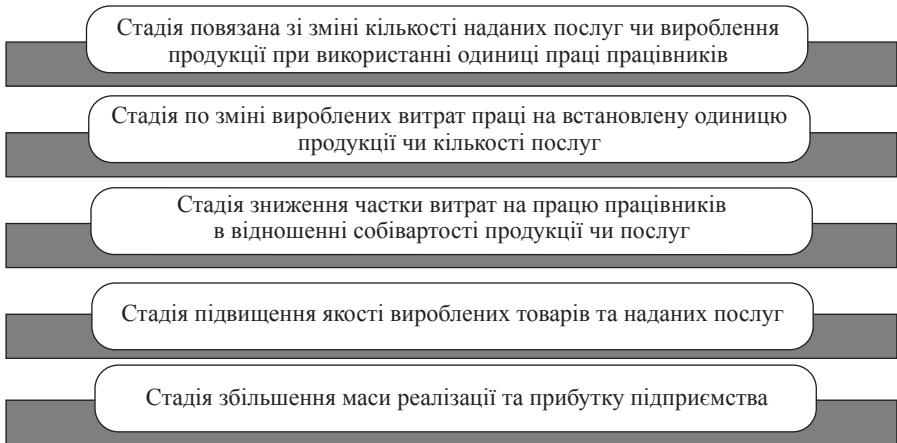 Стадія повязана зі зміні кількості наданих послуг чи вироблення
продукції при використанні одиниці праці працівників
Стадія по зміні вироблених витрат праці на встановлену одиницю
продукції чи кількості послуг
Стадія зниження частки витрат на працю працівників
в відношенні собівартості продукції чи послуг
Стадія підвищення якості вироблених товарів та наданих послуг
Стадія збільшення маси реалізації та прибутку підприємства